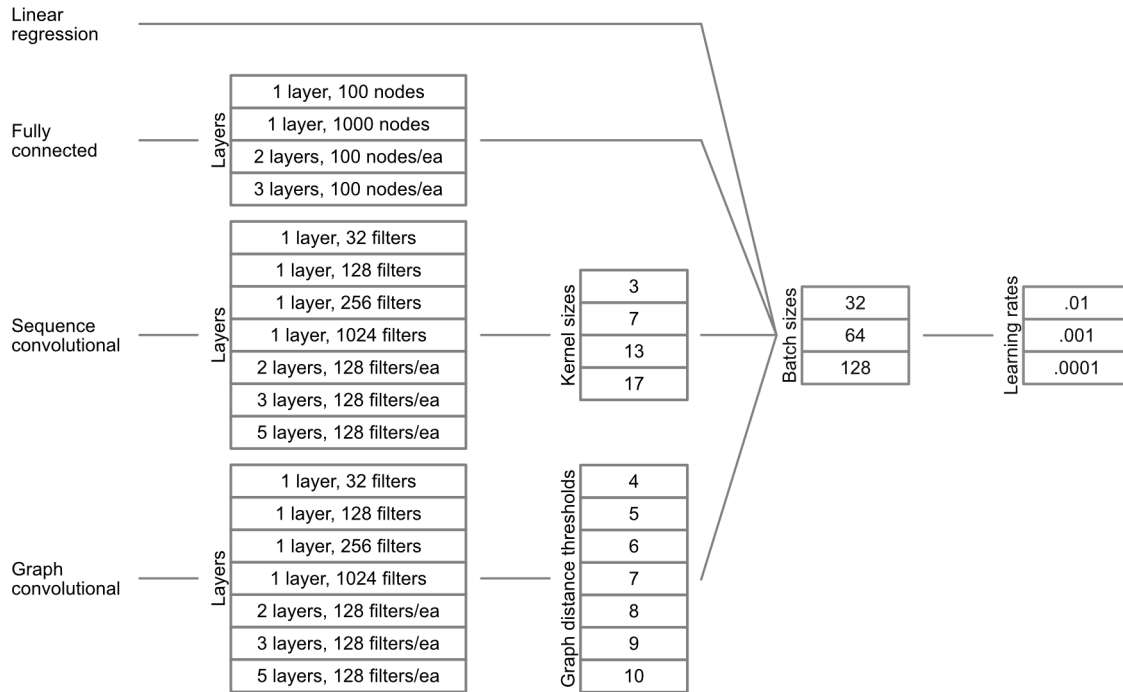 Linear
regression
Fully
connected
Layers
1 layer, 100 nodes
1 layer, 1000 nodes
2 layers, 100 nodes/ea
3 layers, 100 nodes/ea
Sequence
convolutional
Layers
1 layer, 32 filters
1 layer, 128 filters
1 layer, 256 filters
1 layer, 1024 filters
2 layers, 128 filters/ea
3 layers, 128 filters/ea
5 layers, 128 filters/ea
Kernel sizes
3
7
13
17
Graph
convolutional
Layers
1 layer, 32 filters
1 layer, 128 filters
1 layer, 256 filters
1 layer, 1024 filters
2 layers, 128 filters/ea
3 layers, 128 filters/ea
5 layers, 128 filters/ea
Graph distance thresholds
4
5
6
7
8
9
10
Batch sizes
32
64
128
Learning rates
.01
.001
.0001